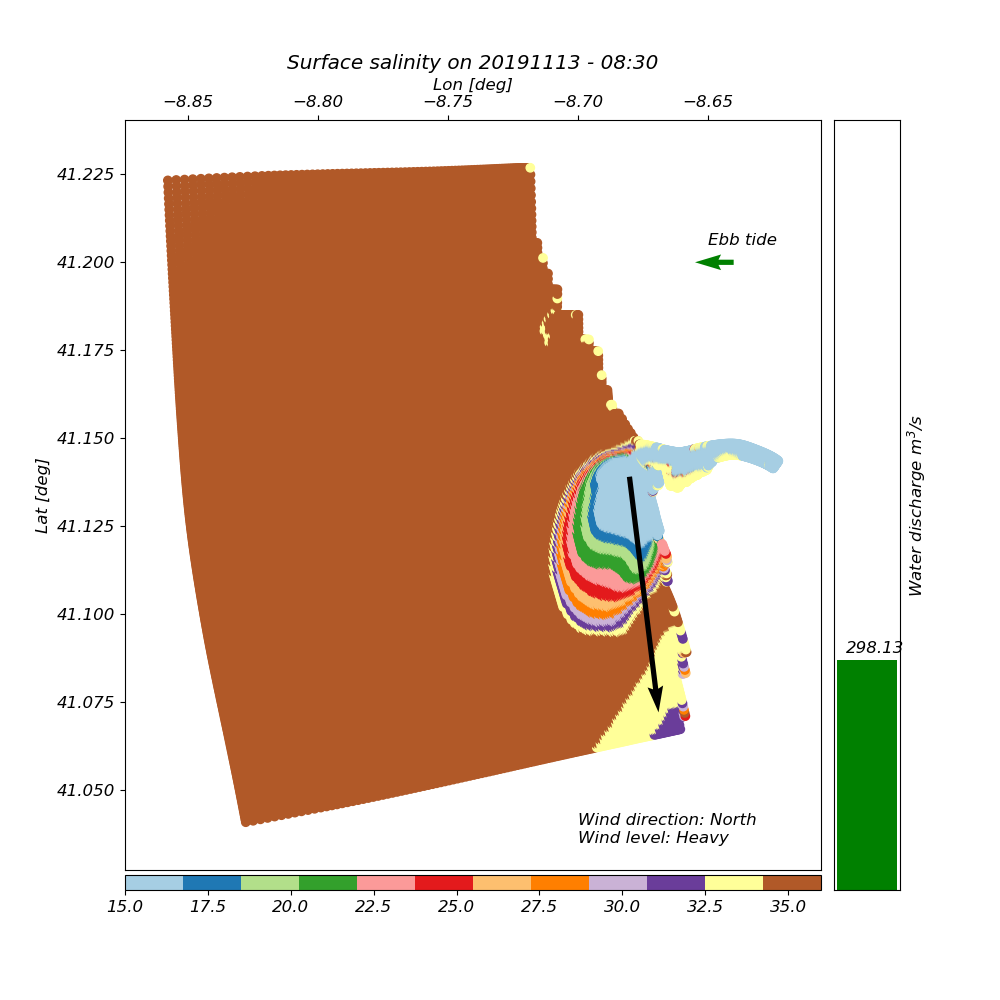 Surface salinity on 20191113 - 08:30
Lon [deg]
−8.85 −8.80 −8.75 −8.70 −8.65
41.225
41.200
41.175
41.150
41.125
41.100
41.075
41.050
Lat [deg]
Ebb tide
Wind direction: North
Wind level: Heavy
298.13
Water discharge m³/s
15.0 17.5 20.0 22.5 25.0 27.5 30.0 32.5 35.0